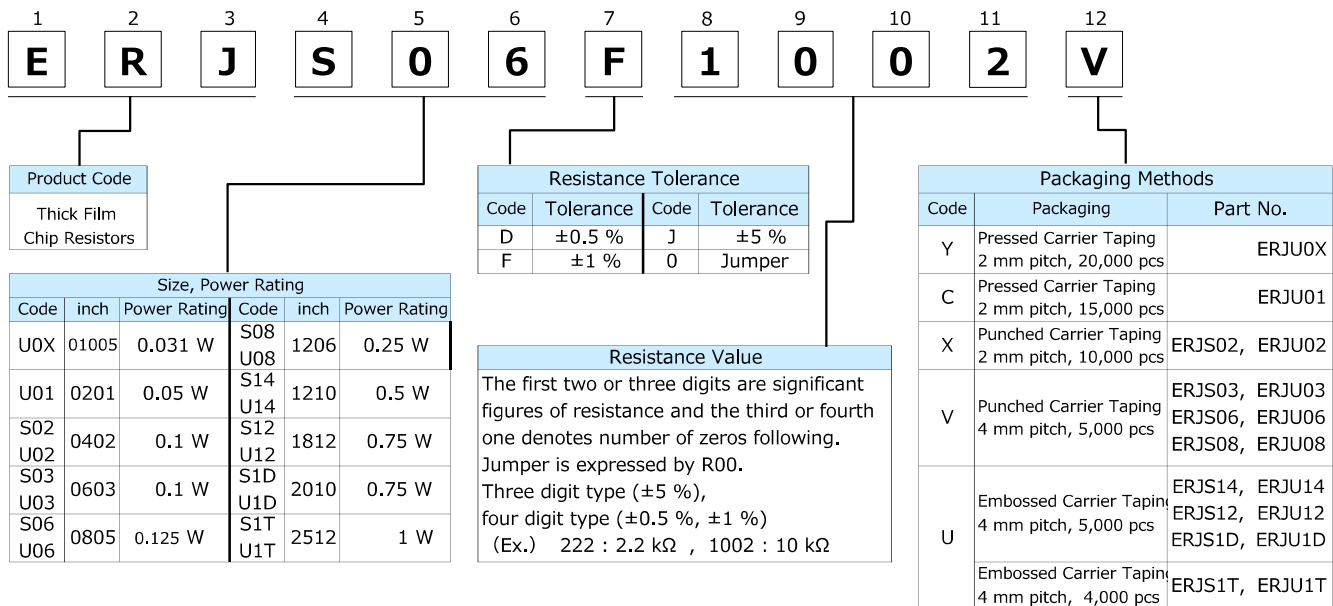 1 2 3 4 5 6 7 8 9 10 11 12
E R J S 0 6 F 1 0 0 2 V
Product Code
Thick Film
Chip Resistors
Size, Power Rating
Code inch Power Rating Code inch Power Rating
U0X 01005 0.031 W S08 U08 1206 0.25 W
U01 0201 0.05 W S14 U14 1210 0.5 W
S02 U02 0402 0.1 W S12 U12 1812 0.75 W
S03 U03 0603 0.1 W S1D U1D 2010 0.75 W
S06 U06 0805 0.125 W S1T U1T 2512 1 W
Resistance Tolerance
Code Tolerance Code Tolerance
D ±0.5 % J ±5 %
F ±1 % 0 Jumper
Resistance Value
The first two or three digits are significant
figures of resistance and the third or fourth
one denotes number of zeros following.
Jumper is expressed by R00.
Three digit type (±5 %),
four digit type (±0.5 %, ±1 %)
(Ex.) 222 : 2.2 kΩ , 1002 : 10 kΩ
Packaging Methods
Code Packaging Part No.
Y Pressed Carrier Taping
2 mm pitch, 20,000 pcs ERJU0X
C Pressed Carrier Taping
2 mm pitch, 15,000 pcs ERJU01
X Punched Carrier Taping
2 mm pitch, 10,000 pcs ERJS02, ERJU02
V Punched Carrier Taping
4 mm pitch, 5,000 pcs
ERJS03, ERJU03
ERJS06, ERJU06
ERJS08, ERJU08
U Embossed Carrier Taping
4 mm pitch, 5,000 pcs
ERJS14, ERJU14
ERJS12, ERJU12
ERJS1D, ERJU1D
Embossed Carrier Taping
4 mm pitch, 4,000 pcs ERJS1T, ERJU1T